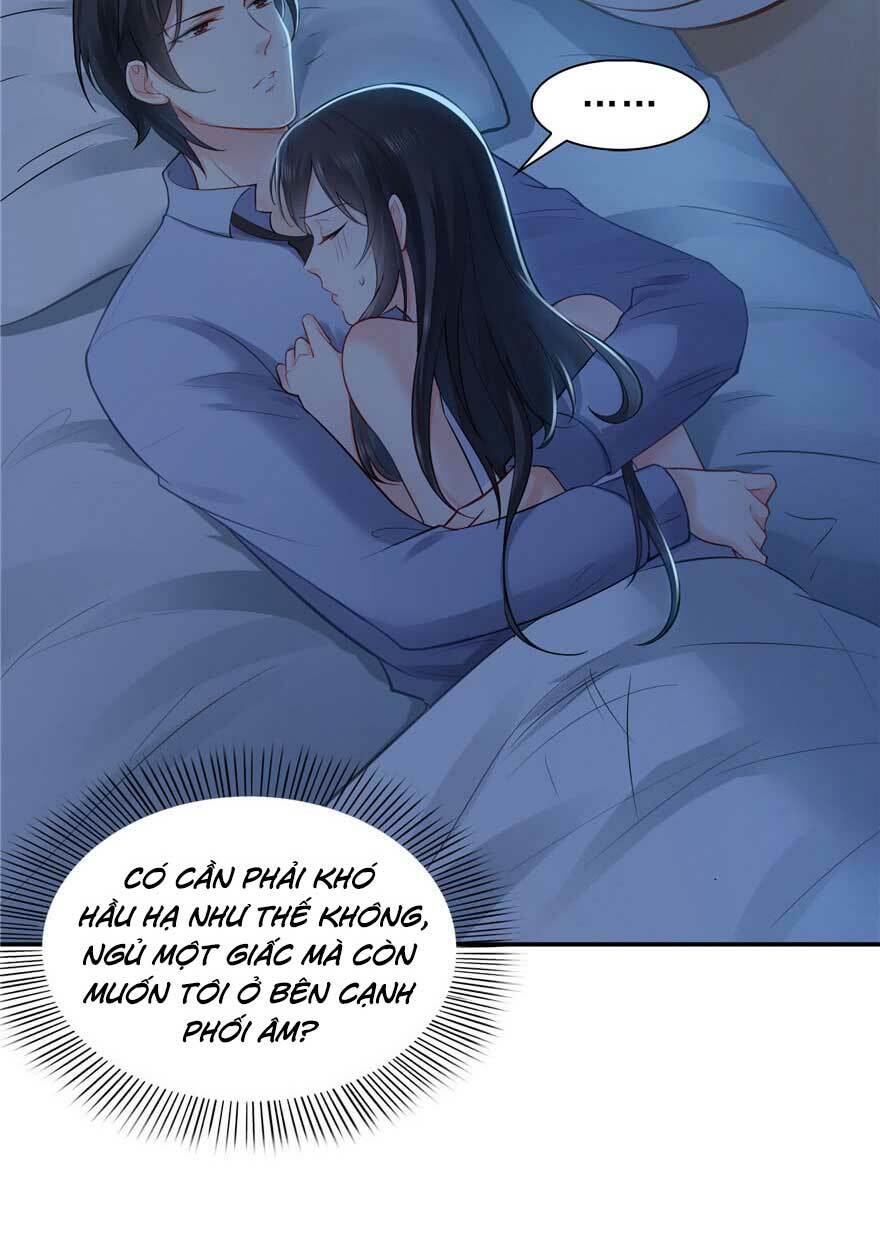 ......
CÓ CẦN PHẢI KHÓ
HẦU HẠ NHƯ THẾ KHÔNG,
NGỦ MỘT GIẤC MÀ CÒN
MUỐN TÔI Ở BÊN CẠNH
PHỐI ÂM?